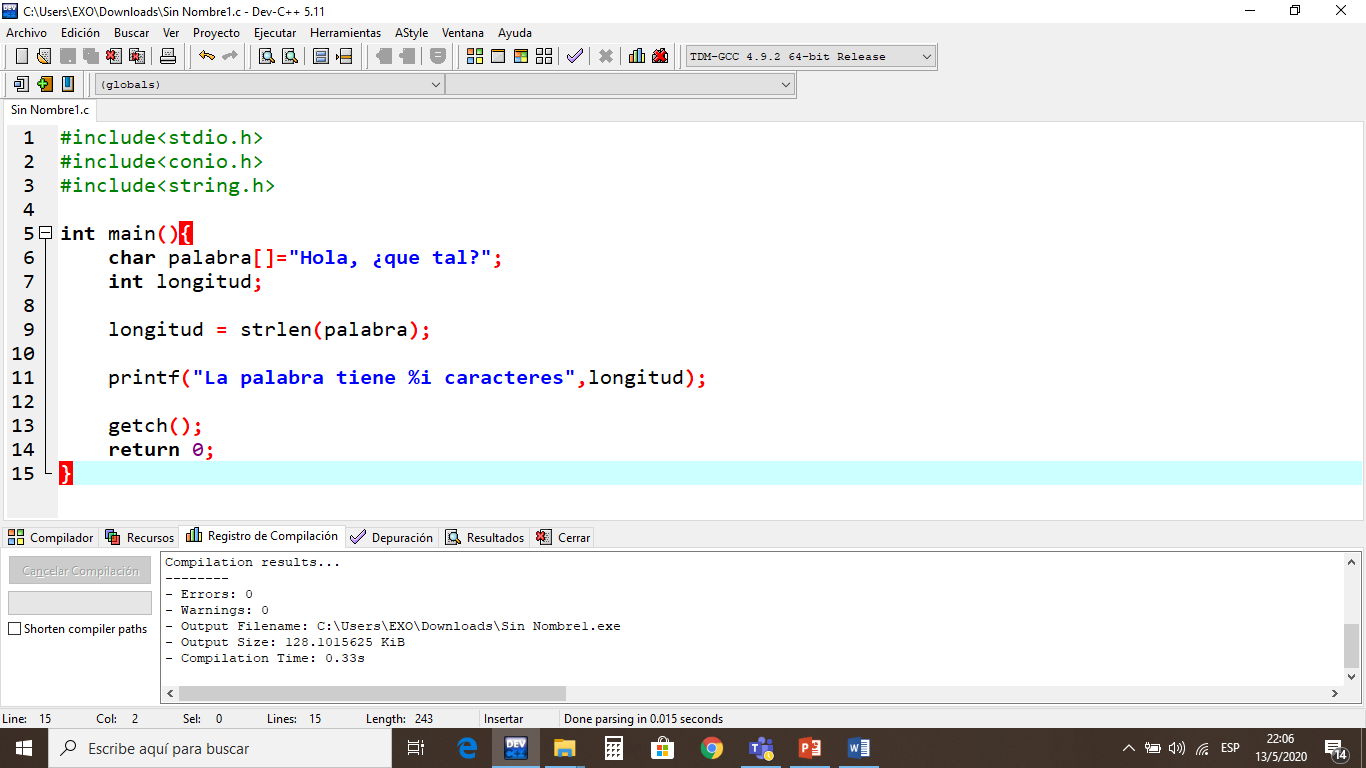 C:\Users\EXO\Downloads\Sin Nombre1.c - Dev-C++ 5.11
Archivo Edición Buscar Ver Proyecto Ejecutar Herramientas AStyle Ventana Ayuda
TDM-GCC 4.9.2 64-bit Release
(globals)
Sin Nombre1.c
1 #include<stdio.h>
2 #include<conio.h>
3 #include<string.h>
4
5 int main(){
6 char palabra[]="Hola, ¿que tal?";
7 int longitud;
8
9 longitud = strlen(palabra);
10
11 printf("La palabra tiene %i caracteres",longitud);
12
13 getch();
14 return 0;
15 }
Compilador Recursos Registro de Compilación Depuración Resultados Cerrar
Cancelar Compilación
Shorten compiler paths
Compilation results...
--------
- Errors: 0
- Warnings: 0
- Output Filename: C:\Users\EXO\Downloads\Sin Nombre1.exe
- Output Size: 128.1015625 KiB
- Compilation Time: 0.33s
Line: 15 Col: 2 Sel: 0 Lines: 15 Length: 243 Insertar Done parsing in 0.015 seconds
Escribe aquí para buscar
DEV
ESP
22:06
13/5/2020
14